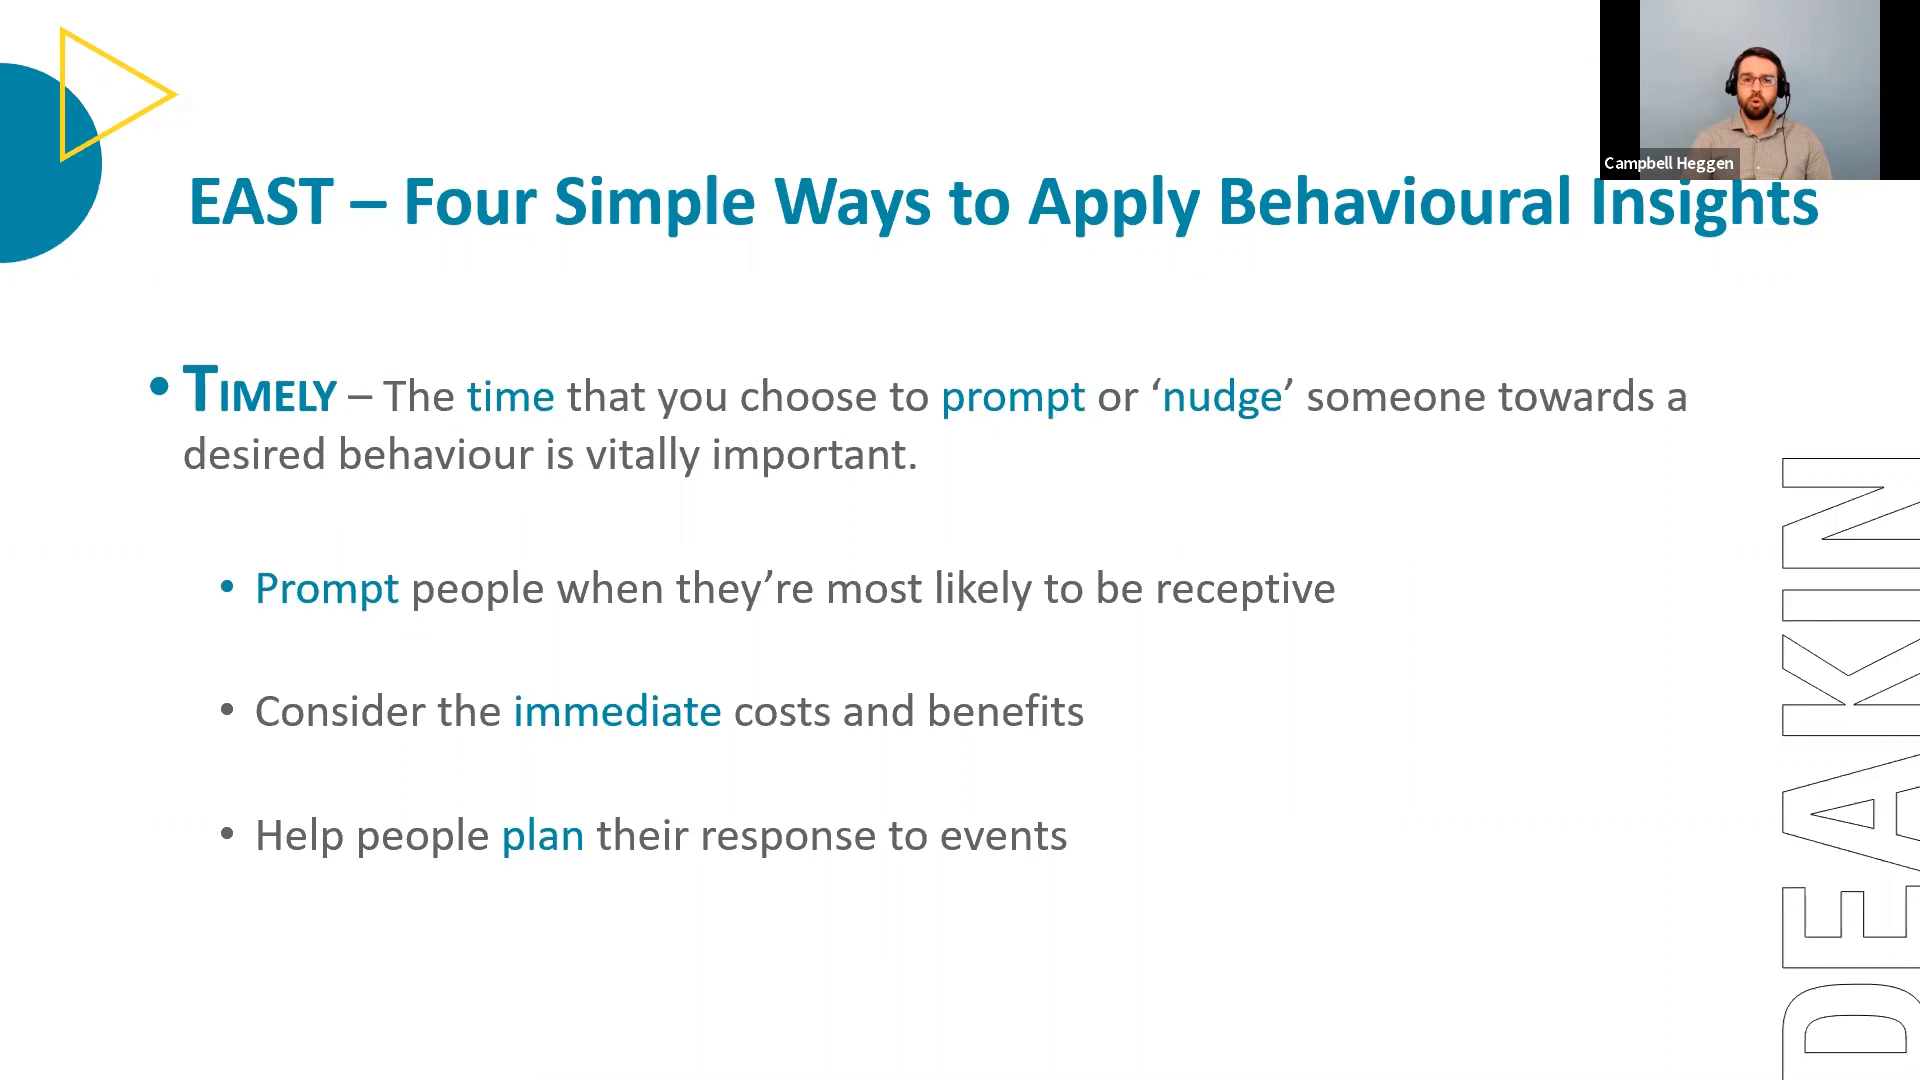 Campbell Heggen
EAST – Four Simple Ways to Apply Behavioural Insights
• TIMELY – The time that you choose to prompt or ‘nudge’ someone towards a
desired behaviour is vitally important.
• Prompt people when they’re most likely to be receptive
• Consider the immediate costs and benefits
• Help people plan their response to events
DEAKIN